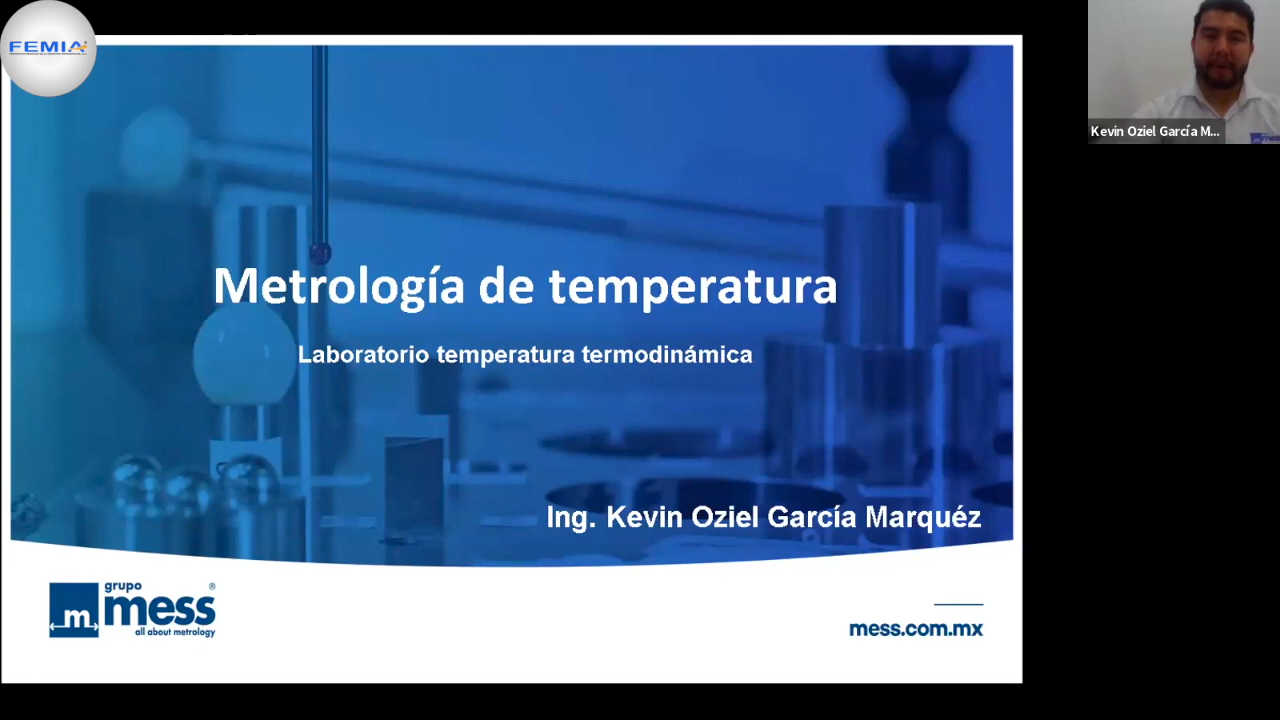 FEMIA
Kevin Oziel García M...
mess
Metrología de temperatura
Laboratorio temperatura termodinámica
Ing. Kevin Oziel García Marquéz
m
grupo
mess®
all about metrology
mess.com.mx